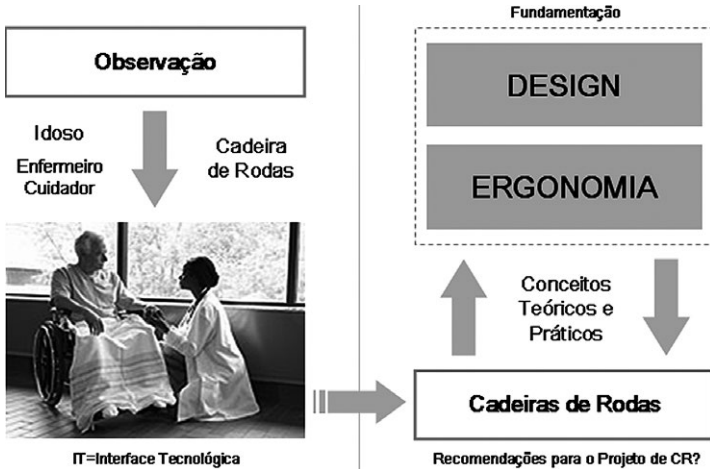 Observação
Idoso
Enfermeiro
Cuidador
Cadeira
de Rodas
IT=Interface Tecnológica
Fundamentação
DESIGN
ERGONOMIA
Conceitos
Teóricos e
Práticos
Cadeiras de Rodas
Recomendações para o Projeto de CR?